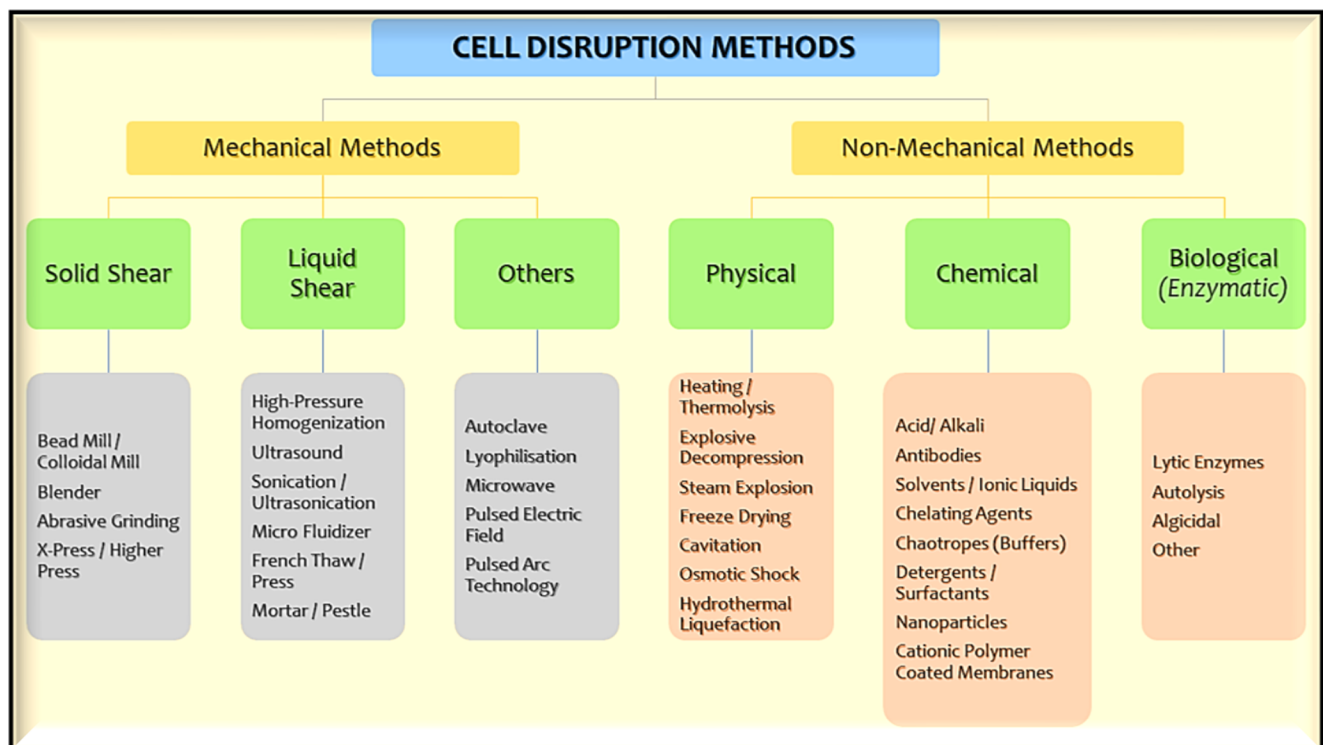 CELL DISRUPTION METHODS
Mechanical Methods
Non-Mechanical Methods
Solid Shear
Liquid
Shear
Others
Physical
Chemical
Biological
(Enzymatic)
Bead Mill /
Colloidal Mill
Blender
Abrasive Grinding
X-Press / Higher
Press
High-Pressure
Homogenization
Ultrasound
Sonication /
Ultrasonication
Micro Fluidizer
French Thaw /
Press
Mortar / Pestle
Autoclave
Lyophilisation
Microwave
Pulsed Electric
Field
Pulsed Arc
Technology
Heating /
Thermolysis
Explosive
Decompression
Steam Explosion
Freeze Drying
Cavitation
Osmotic Shock
Hydrothermal
Liquefaction
Acid/ Alkali
Antibodies
Solvents / Ionic Liquids
Chelating Agents
Chaotropes (Buffers)
Detergents /
Surfactants
Nanoparticles
Cationic Polymer
Coated Membranes
Lytic Enzymes
Autolysis
Algicidal
Other